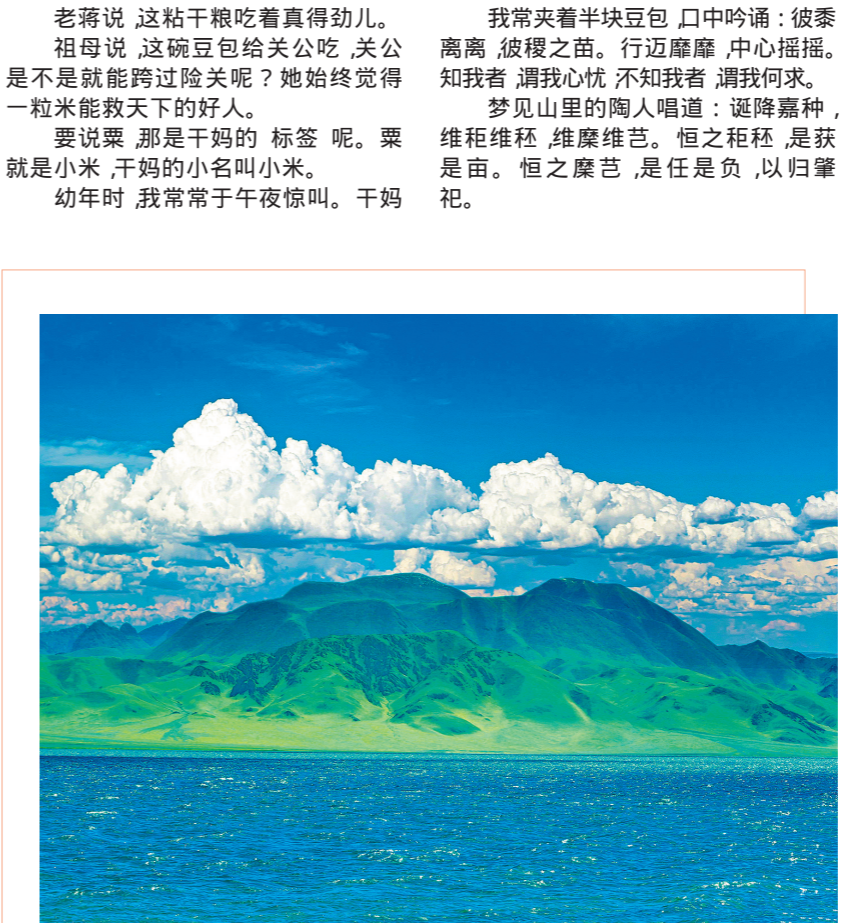 老蒋说,这粘干粮吃着真得劲儿。
祖母说,这碗豆包给关公吃,关公
是不是就能跨过险关呢？她始终觉得
一粒米能救天下的好人。
要说粟,那是干妈的 标签 呢。粟
就是小米,干妈的小名叫小米。
幼年时,我常常于午夜惊叫。干妈
我常夹着半块豆包,口中吟诵：彼黍
离离,彼稷之苗。行迈靡靡,中心摇摇。
知我者,谓我心忧,不知我者,谓我何求。
梦见山里的陶人唱道：诞降嘉种,
维秬维秠,维糜维芑。恒之秬秠,是获
是亩。恒之糜芑,是任是负,以归肇
祀。